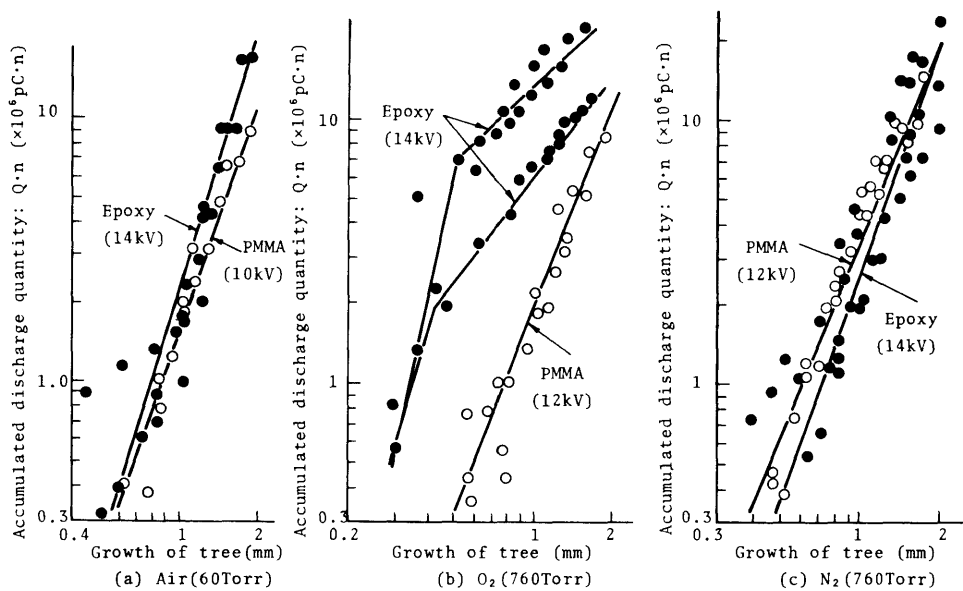 Accumulated discharge quantity: Q·n (×10⁶pC·n)
10
1.0
0.3
0.4
1
2
Epoxy
(14kV)
PMMA
(10kV)
Growth of tree(mm)
(a) Air(60Torr)
Accumulated discharge quantity: Q·n (×10⁶pC·n)
10
1
0.3
0.2
1
2
Epoxy
(14kV)
PMMA
(12kV)
Growth of tree (mm)
(b) O₂(760Torr)
Accumulated discharge quantity: Q·n (×10⁶pC·n)
10
1
0.3
0.3
1
2
PMMA
(12kV)
Epoxy
(14kV)
Growth of tree (mm)
(c) N₂(760Torr)